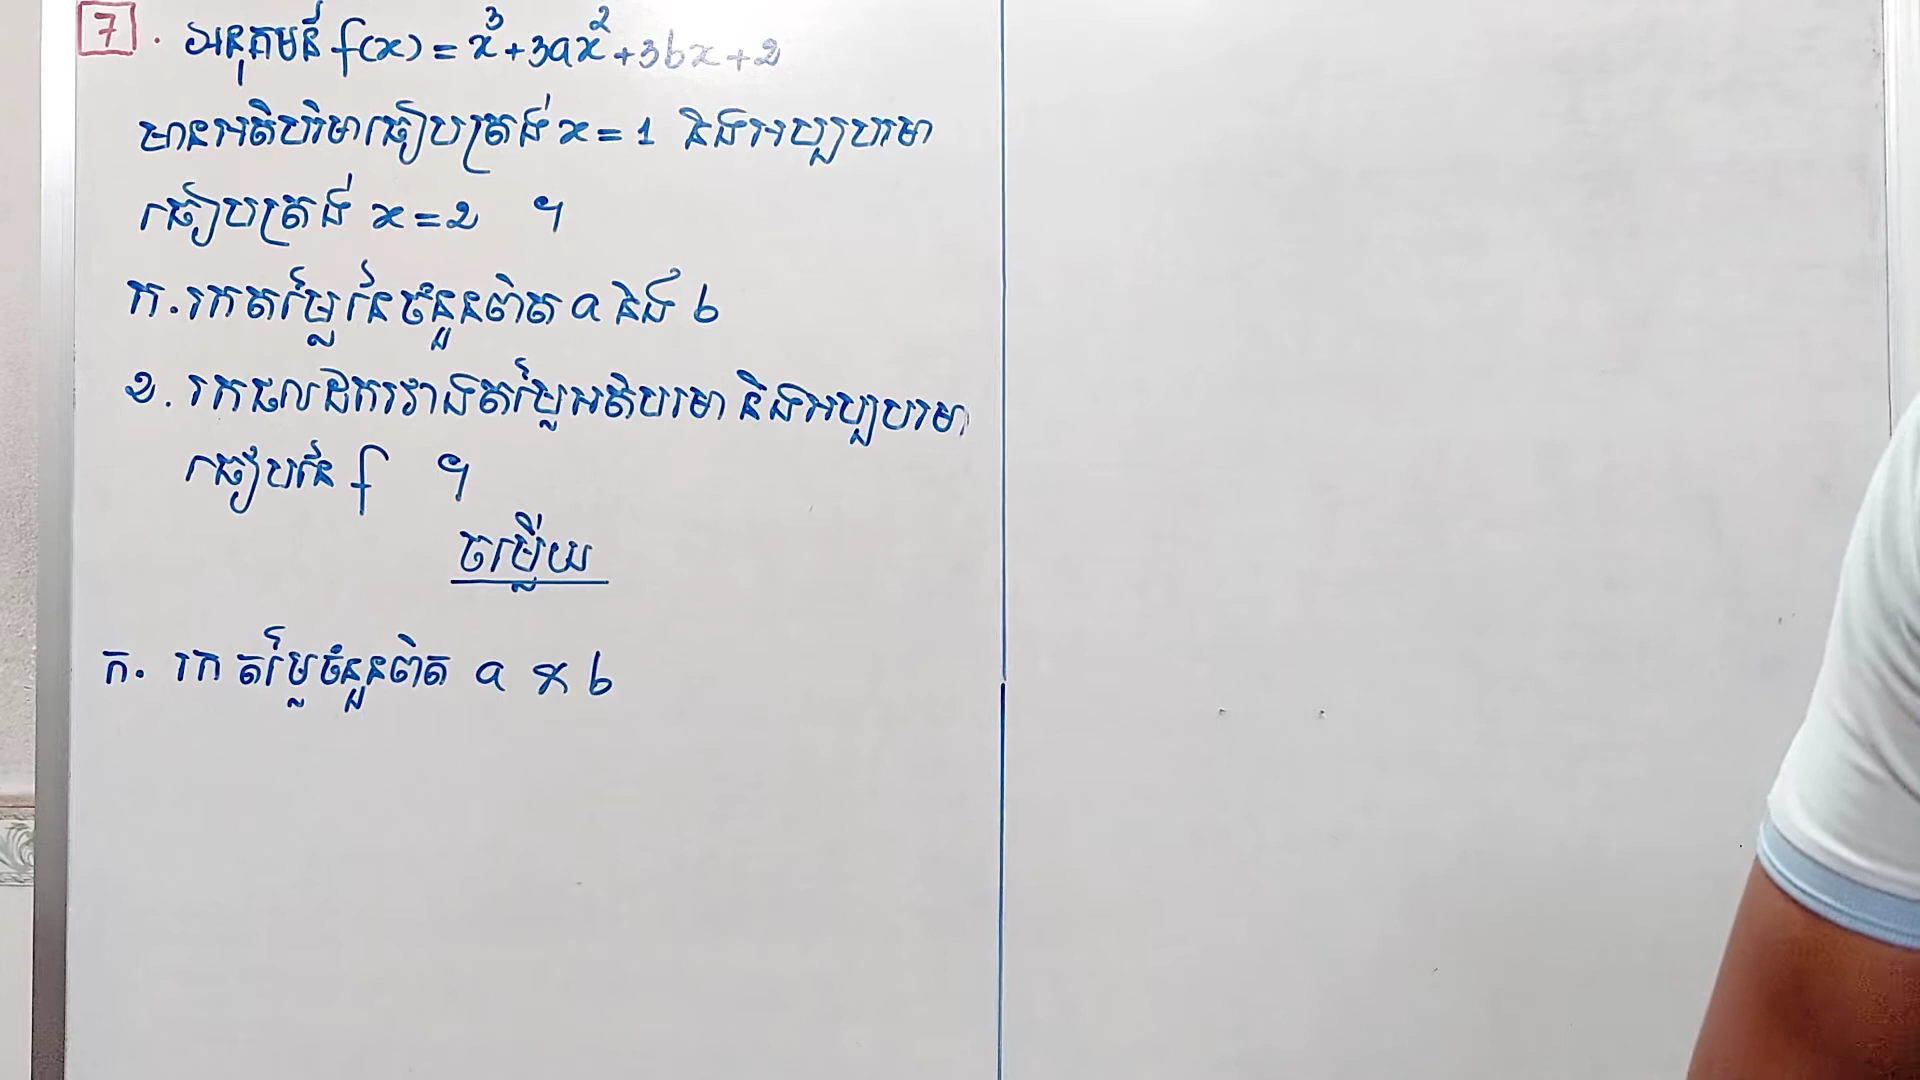 7. អនុគមន៍ f(x) = x³+3ax²+3bx+2
មានអតិបរិមាធៀបត្រង់ x = 1 និងអប្បបរមា
ធៀបត្រង់ x = 2 ។
ក. រកតម្លៃនៃចំនួនពិត a និង b
ខ. រកផលដករវាងតម្លៃអតិបរមា និងអប្បបរមា
ធៀបនៃ f ។
ចម្លើយ
ក. រកតម្លៃចំនួនពិត a & b